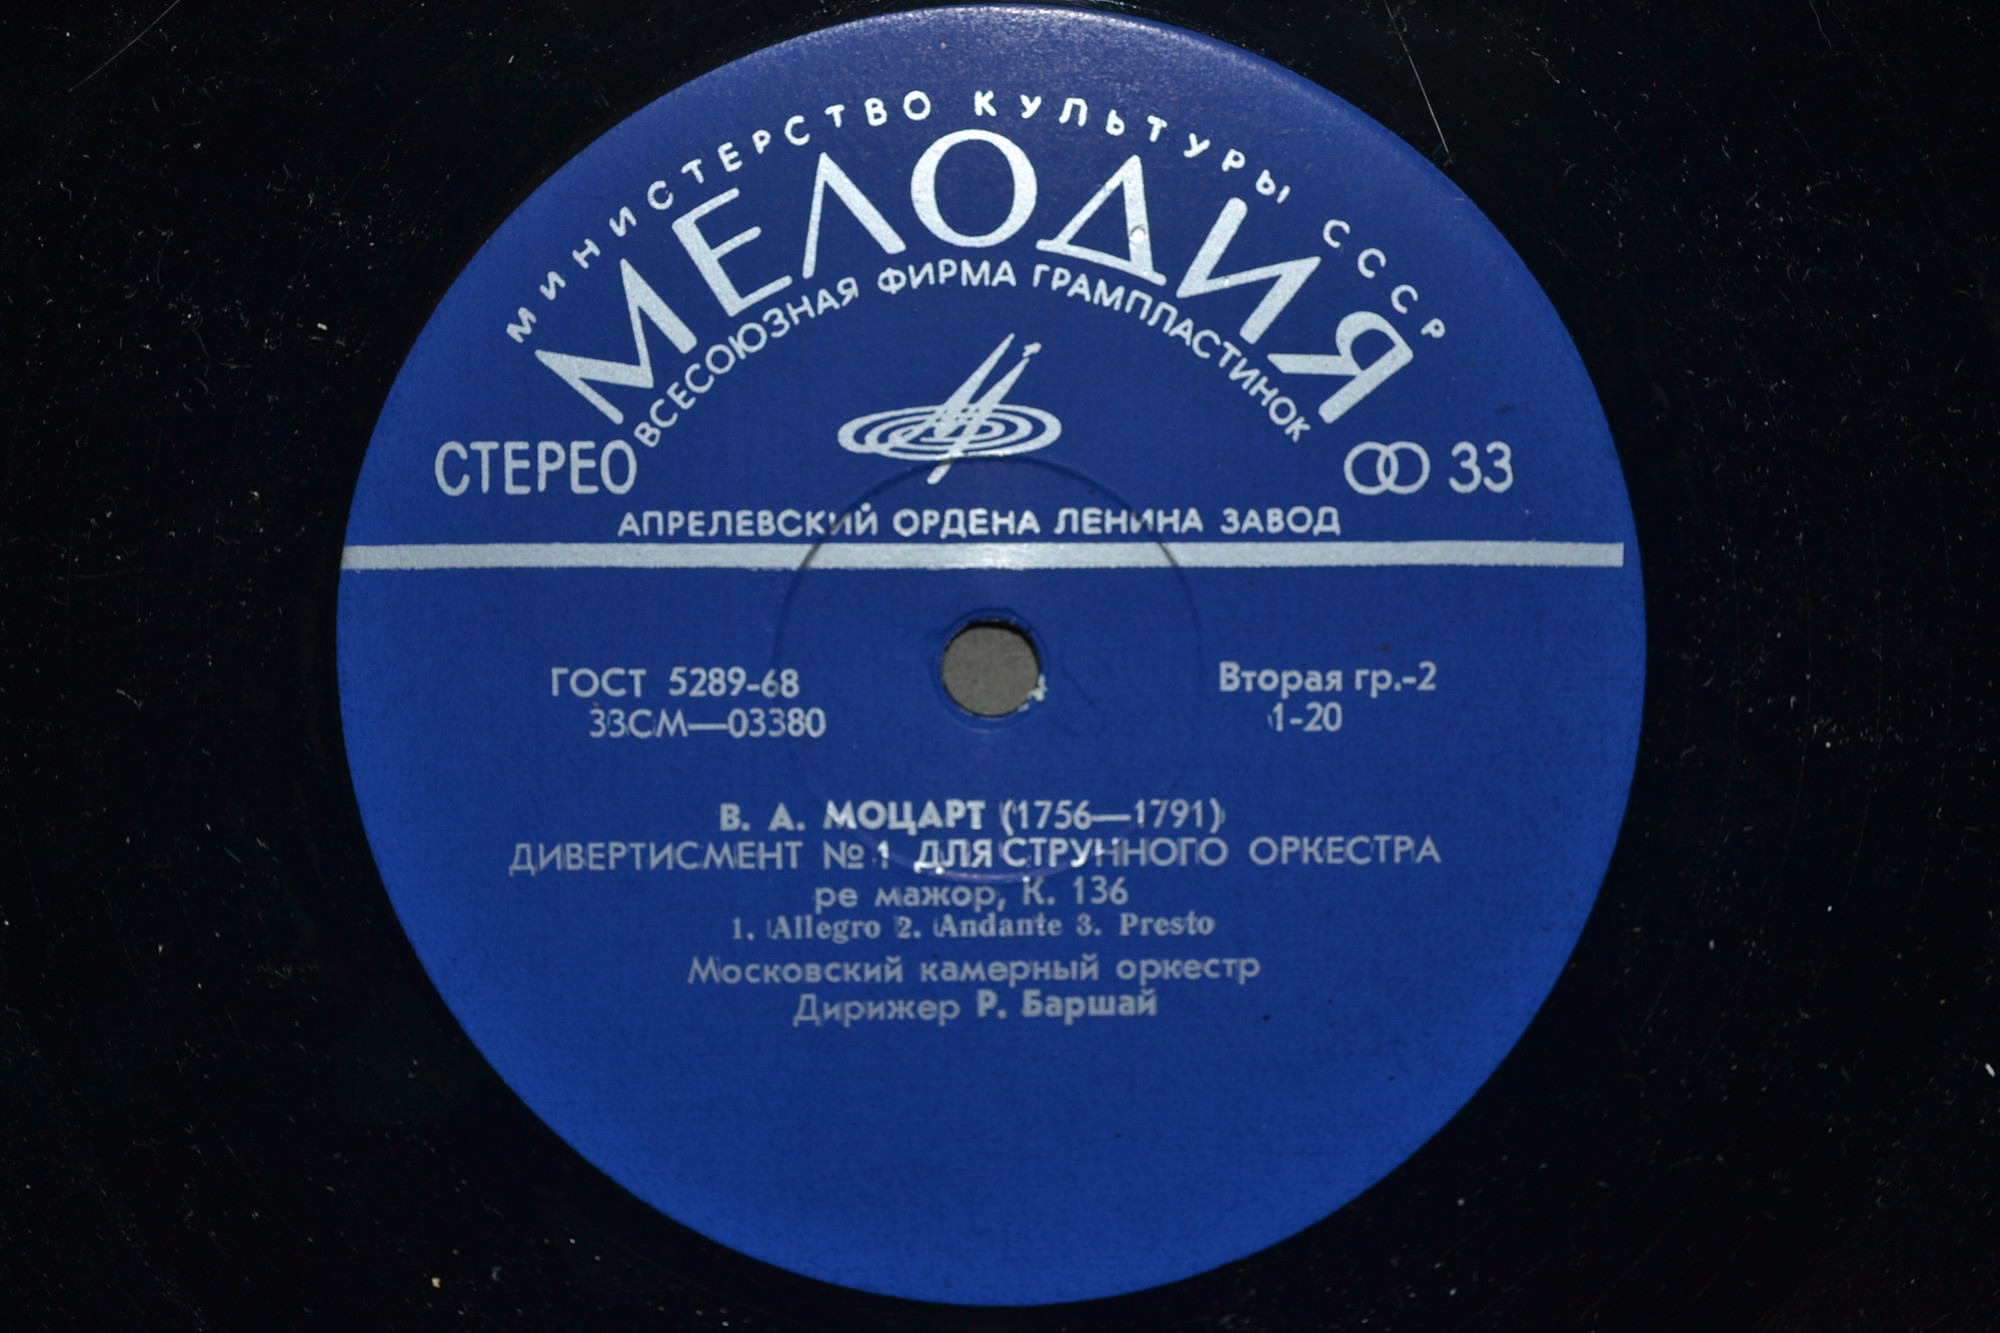 МИНИСТЕРСТВО КУЛЬТУРЫ СССР
МЕЛОДИЯ
ВСЕСОЮЗНАЯ ФИРМА ГРАМПЛАСТИНОК
СТЕРЕО
33
АПРЕЛЕВСКИЙ ОРДЕНА ЛЕНИНА ЗАВОД
ГОСТ 5289-68
33СМ—03380
Вторая гр.-2
1-20
В. А. МОЦАРТ (1756—1791)
ДИВЕРТИСМЕНТ № 1 ДЛЯ СТРУННОГО ОРКЕСТРА
ре мажор, К. 136
1. Allegro 2. Andante 3. Presto
Московский камерный оркестр
Дирижер Р. Баршай